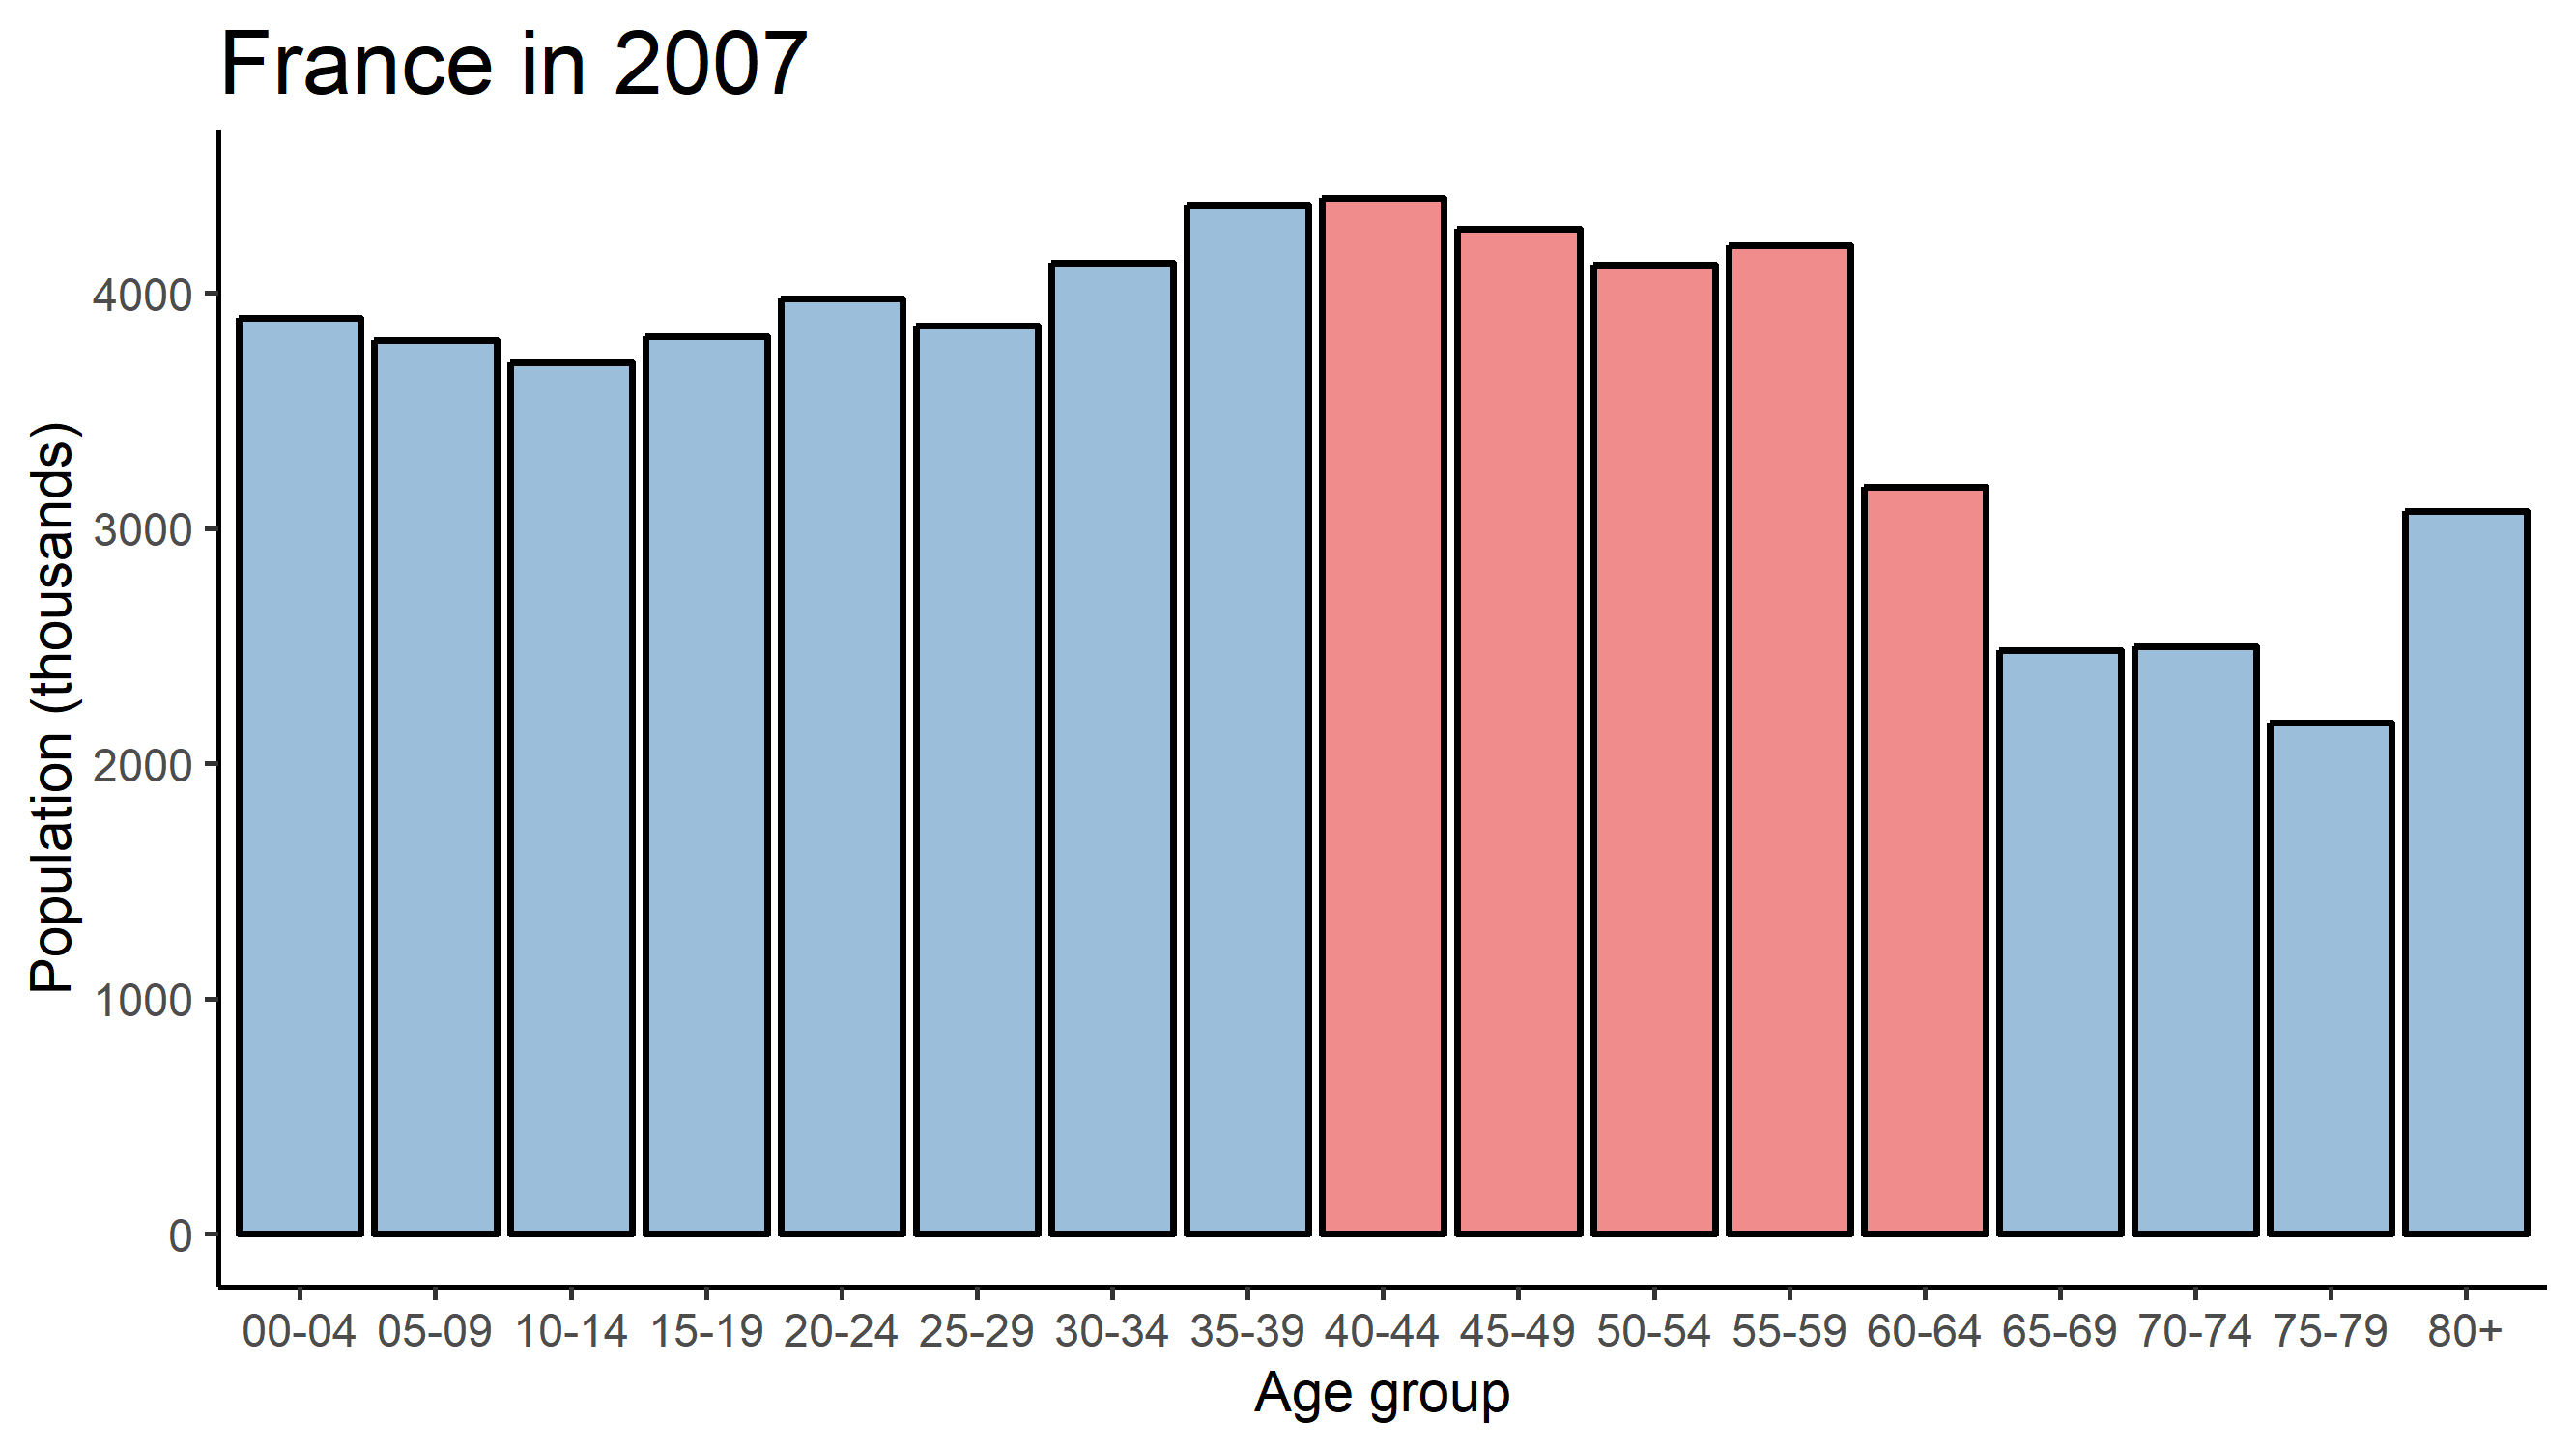 France in 2007
Population (thousands)
4000
3000
2000
1000
0
00-04 05-09 10-14 15-19 20-24 25-29 30-34 35-39 40-44 45-49 50-54 55-59 60-64 65-69 70-74 75-79 80+
Age group